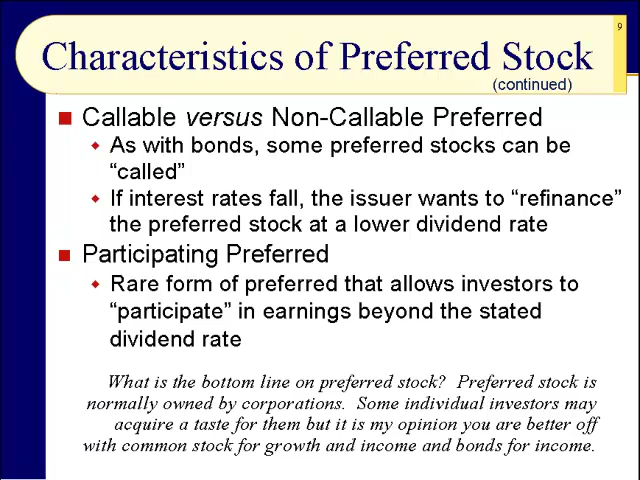 9
Characteristics of Preferred Stock
(continued)
Callable versus Non-Callable Preferred
As with bonds, some preferred stocks can be
“called”
If interest rates fall, the issuer wants to “refinance”
the preferred stock at a lower dividend rate
Participating Preferred
Rare form of preferred that allows investors to
“participate” in earnings beyond the stated
dividend rate
What is the bottom line on preferred stock?  Preferred stock is
normally owned by corporations.  Some individual investors may
acquire a taste for them but it is my opinion you are better off
with common stock for growth and income and bonds for income.